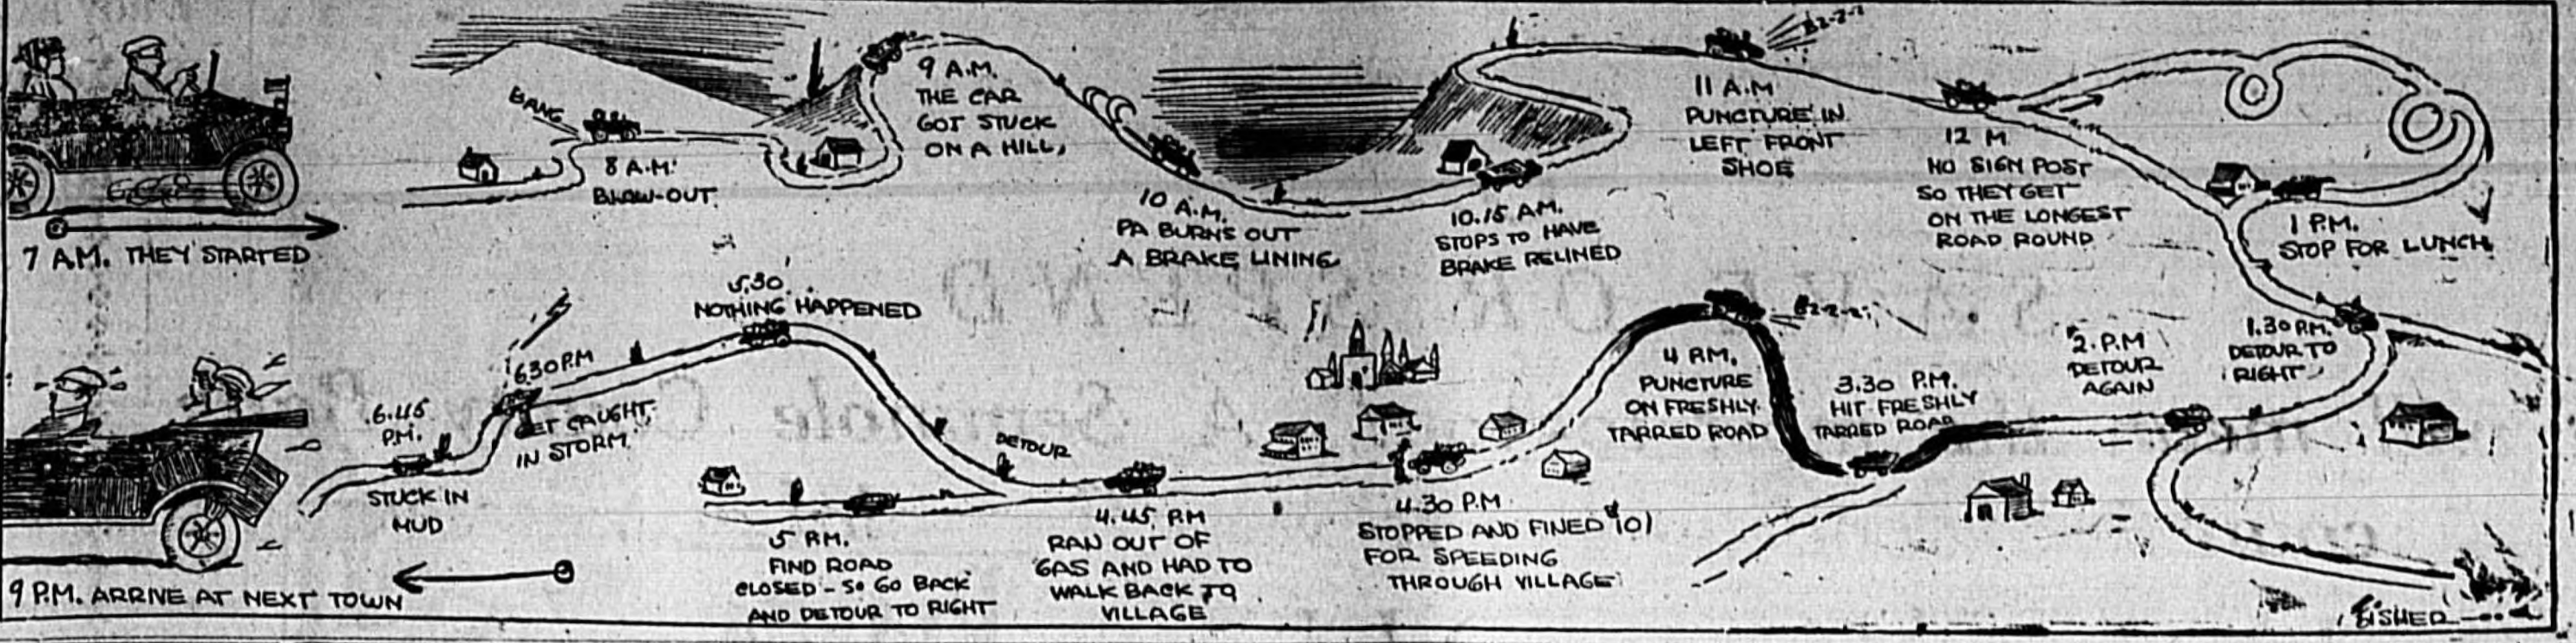 7 A.M. THEY STARTED
BANG
8 A.M.
BLOW-OUT
9 A.M.
THE CAR
GOT STUCK
ON A HILL,
10 A.M.
PA BURNS OUT
A BRAKE LINING
10.15 A.M.
STOPS TO HAVE
BRAKE RELINED
BZ-Z-Z
11 A.M
PUNCTURE IN
LEFT FRONT
SHOE
12 M
NO SIGN POST
SO THEY GET
ON THE LONGEST
ROAD ROUND
1 P.M.
STOP FOR LUNCH
1.30 P.M.
DETOUR TO
RIGHT
2. P.M
DETOUR
AGAIN
3.30 P.M.
HIT FRESHLY
TARRED ROAD
BZ-Z-Z
4 P.M.
PUNCTURE
ON FRESHLY
TARRED ROAD
4.30 P.M
STOPPED AND FINED
FOR SPEEDING
THROUGH VILLAGE
4.45 P.M
RAN OUT OF
GAS AND HAD TO
WALK BACK TO
VILLAGE
DETOUR
5 P.M.
FIND ROAD
CLOSED - SO GO BACK
AND DETOUR TO RIGHT
5.30
NOTHING HAPPENED
6.30 P.M
GET CAUGHT
IN STORM
6.45
P.M.
STUCK IN
MUD
9 P.M. ARRIVE AT NEXT TOWN